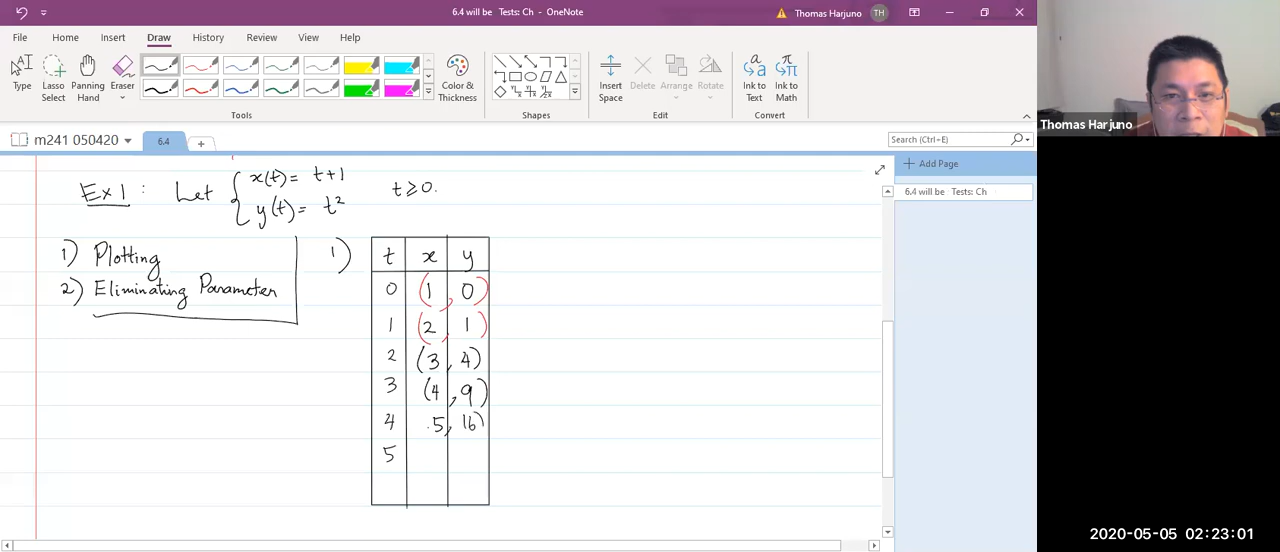 6.4 will be Tests: Ch - OneNote
Thomas Harjuno TH
File Home Insert Draw History Review View Help
Type Lasso Select Panning Hand Eraser Color & Thickness Insert Space Delete Arrange Rotate Ink to Text Ink to Math
Tools Shapes Edit Convert
Thomas Harjuno
m241 050420 6.4 Search (Ctrl+E)
Add Page
6.4 will be Tests: Ch
Ex 1 : Let { x(t) = t+1 t ≥ 0.
y(t) = t²
1) Plotting
2) Eliminating Parameter
1)
t x y
0 (1, 0)
1 (2, 1)
2 (3, 4)
3 (4, 9)
4 .5, 16)
5
2020-05-05 02:23:01